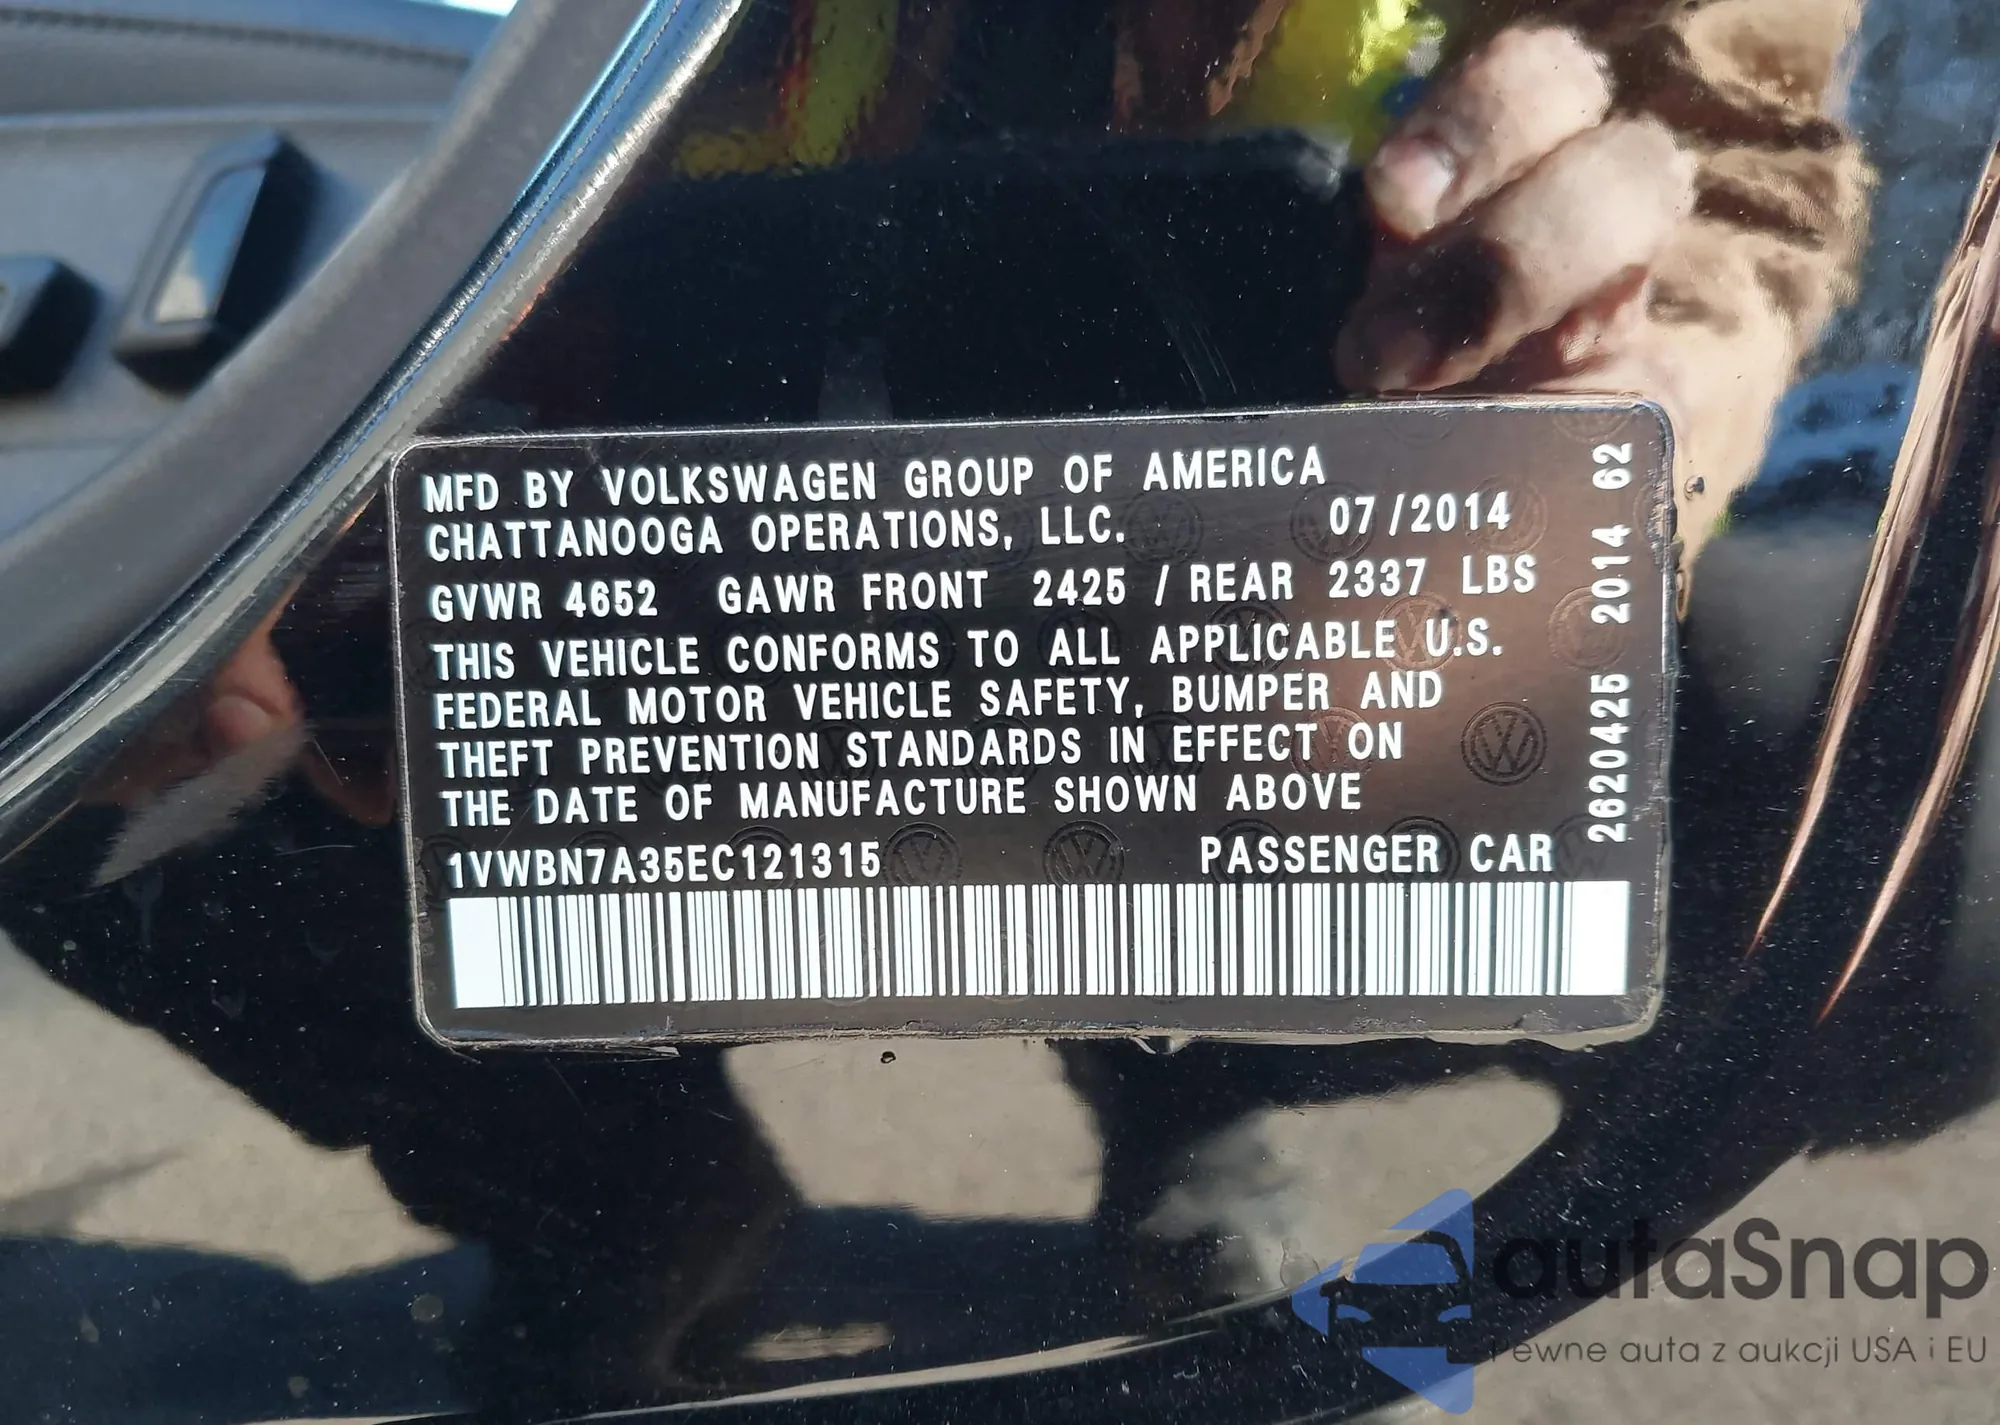 MFD BY VOLKSWAGEN GROUP OF AMERICA
CHATTANOOGA OPERATIONS, LLC. 07/2014
GVWR 4652 GAWR FRONT 2425 / REAR 2337 LBS
THIS VEHICLE CONFORMS TO ALL APPLICABLE U.S.
FEDERAL MOTOR VEHICLE SAFETY, BUMPER AND
THEFT PREVENTION STANDARDS IN EFFECT ON
THE DATE OF MANUFACTURE SHOWN ABOVE
1VWBN7A35EC121315 PASSENGER CAR
2620425 2014 62
autaSnap
Pewne auta z aukcji USA i EU